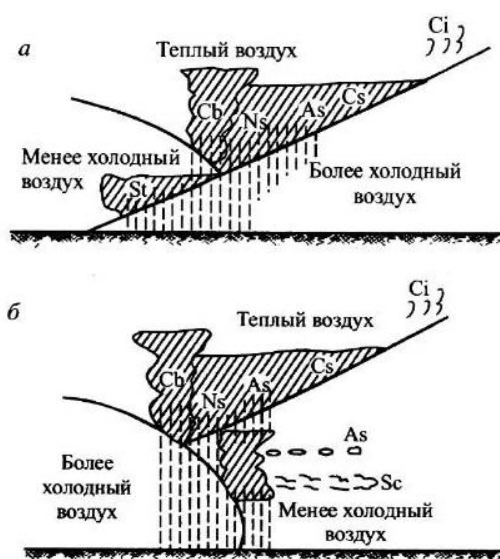 а
Теплый воздух
Ci
Cb
Ns
As
Cs
Менее холодный
воздух
Более холодный
воздух
St
б
Ci
Теплый воздух
Cb
Ns
As
Cs
As
Sc
Более
холодный
воздух
Менее холодный
воздух